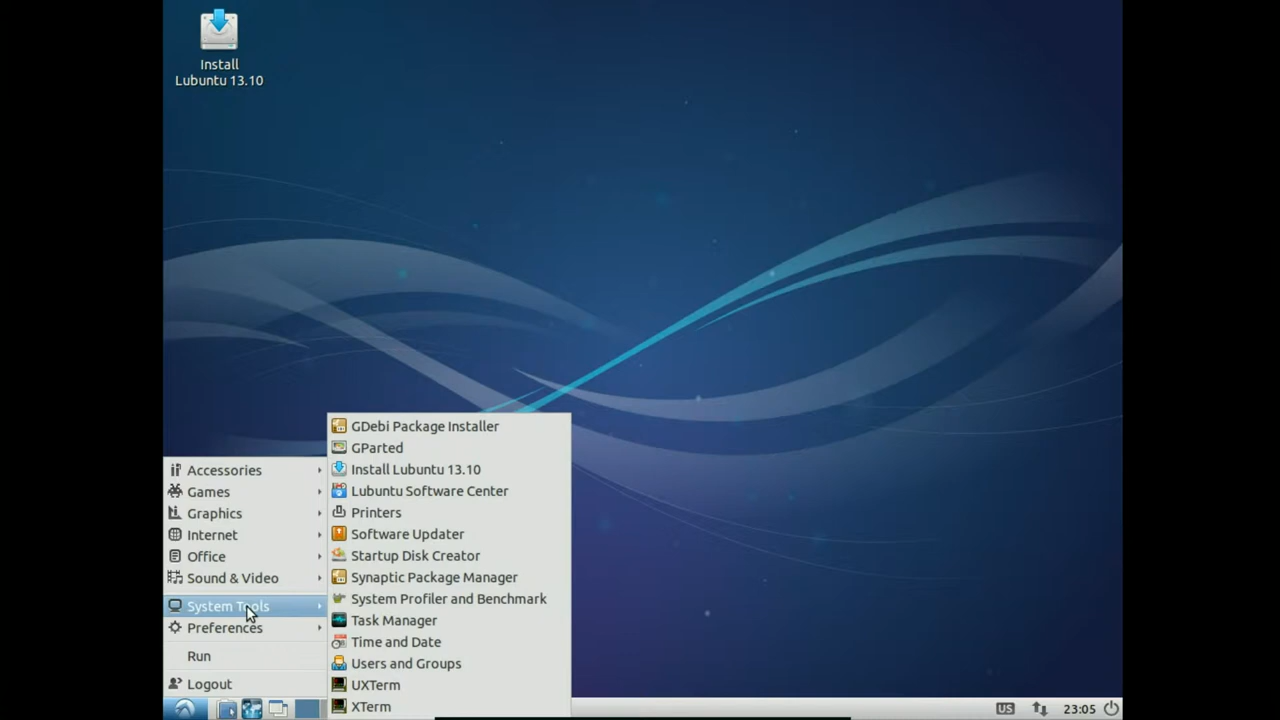 Install
Lubuntu 13.10
GDebi Package Installer
GParted
Install Lubuntu 13.10
Lubuntu Software Center
Printers
Software Updater
Startup Disk Creator
Synaptic Package Manager
System Profiler and Benchmark
Task Manager
Time and Date
Users and Groups
UXTerm
XTerm
Accessories
Games
Graphics
Internet
Office
Sound & Video
System Tools
Preferences
Run
Logout
US
23:05